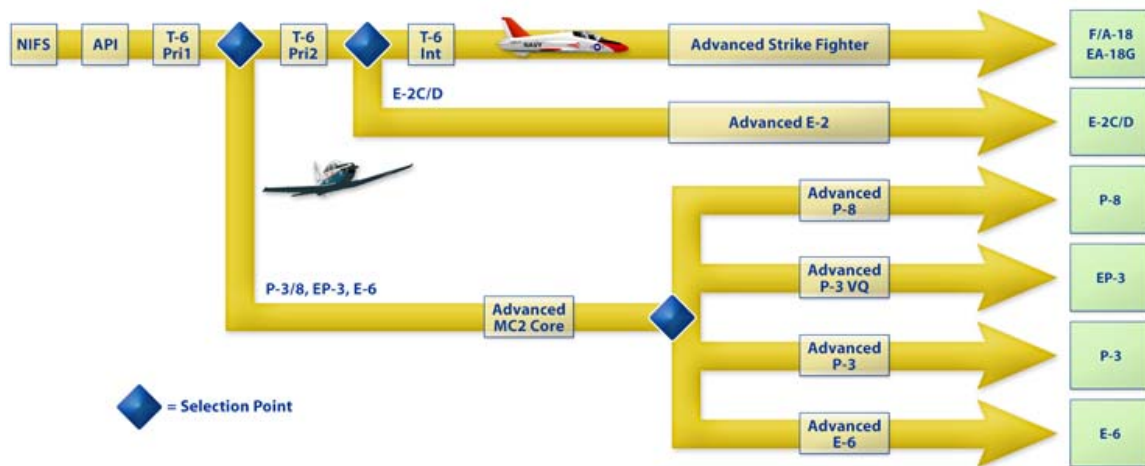 NIFS
API
T-6
Pri1
T-6
Pri2
T-6
Int
NAVY
Advanced Strike Fighter
F/A-18
EA-18G
E-2C/D
Advanced E-2
E-2C/D
Advanced
P-8
P-8
P-3/8, EP-3, E-6
Advanced
MC2 Core
Advanced
P-3 VQ
EP-3
Advanced
P-3
P-3
= Selection Point
Advanced
E-6
E-6